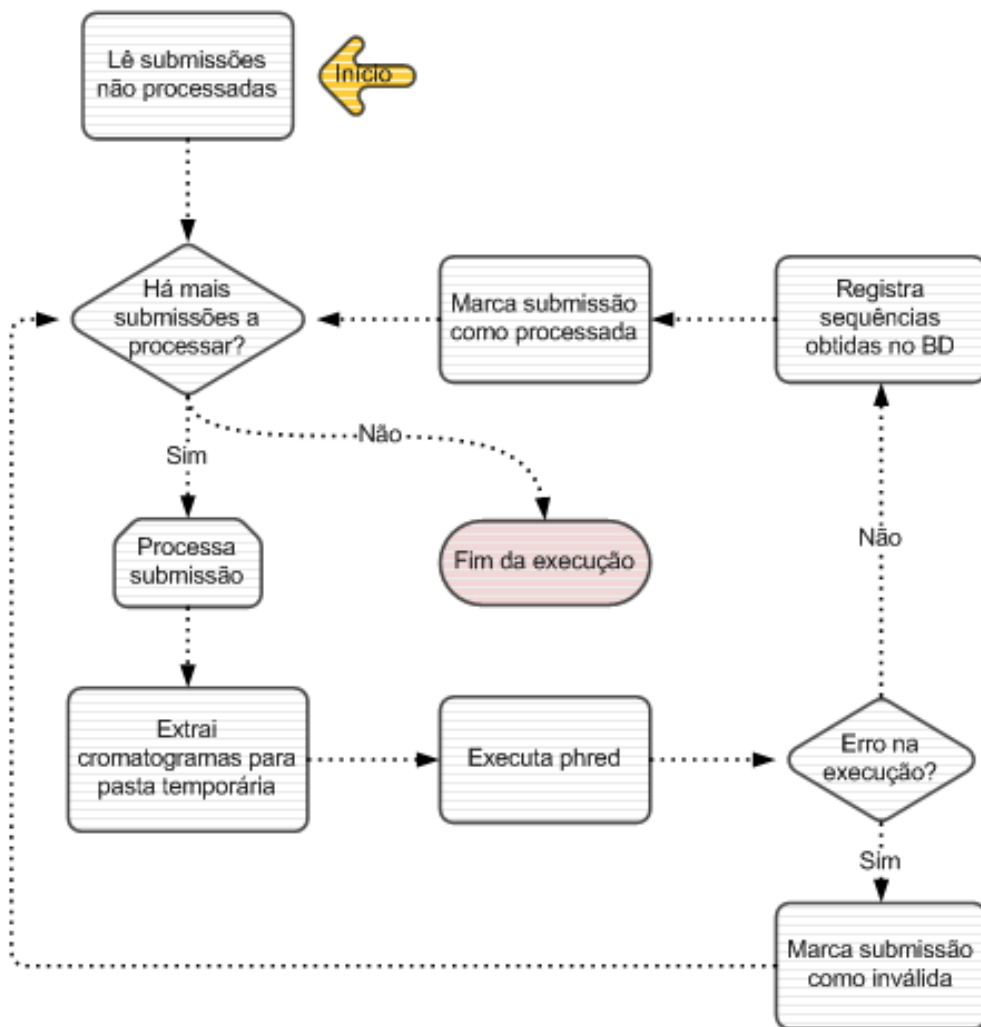 Lê submissões
não processadas
Início
Há mais
submissões a
processar?
Marca submissão
como processada
Registra
sequências
obtidas no BD
Não
Sim
Processa
submissão
Fim da execução
Não
Extrai
cromatogramas para
pasta temporária
Executa phred
Erro na
execução?
Sim
Marca submissão
como inválida